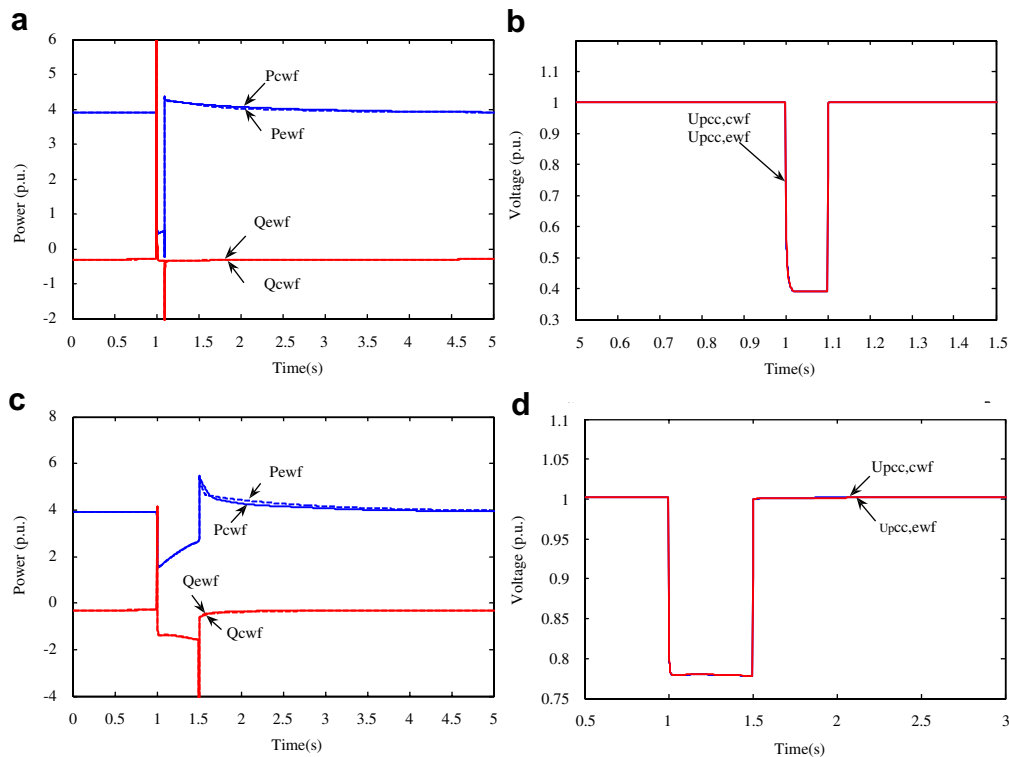 a
6
5
4
3
2
1
0
-1
-2
Power (p.u.)
Pcwf
Pewf
Qewf
Qcwf
0 0.5 1 1.5 2 2.5 3 3.5 4 4.5 5
Time(s)
b
1.1
1
0.9
0.8
0.7
0.6
0.5
0.4
0.3
Voltage (p.u.)
Upcc,cwf
Upcc,ewf
5 0.6 0.7 0.8 0.9 1 1.1 1.2 1.3 1.4 1.5
Time(s)
c
8
6
4
2
0
-2
-4
Power (p.u.)
Pewf
Pcwf
Qewf
Qcwf
0 0.5 1 1.5 2 2.5 3 3.5 4 4.5 5
Time(s)
d
1.1
1.05
1
0.95
0.9
0.85
0.8
0.75
Voltage (p.u.)
Upcc,cwf
Upcc,ewf
0.5 1 1.5 2 2.5 3
Time(s)